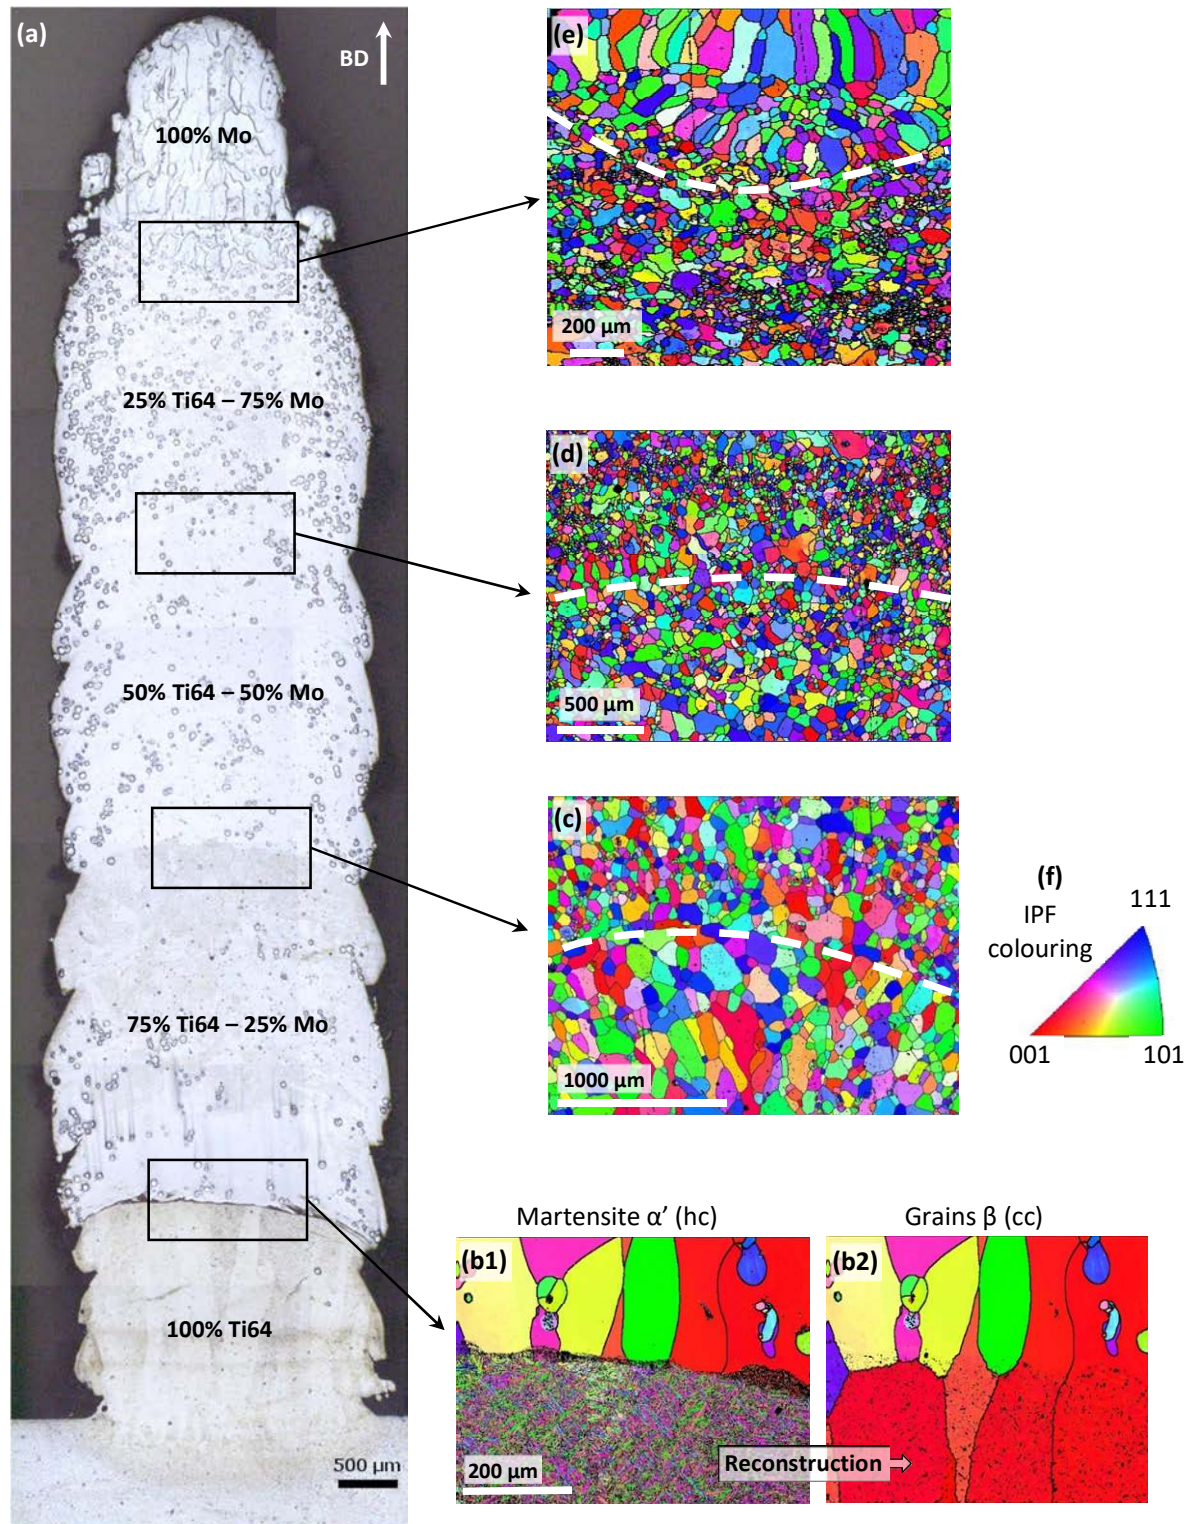 (a)
BD
100% Mo
25% Ti64 – 75% Mo
50% Ti64 – 50% Mo
75% Ti64 – 25% Mo
100% Ti64
500 µm
(e)
200 µm
(d)
500 µm
(c)
1000 µm
(f)
IPF
colouring
111
001
101
Martensite α’ (hc)
Grains β (cc)
(b1)
(b2)
Reconstruction
200 µm